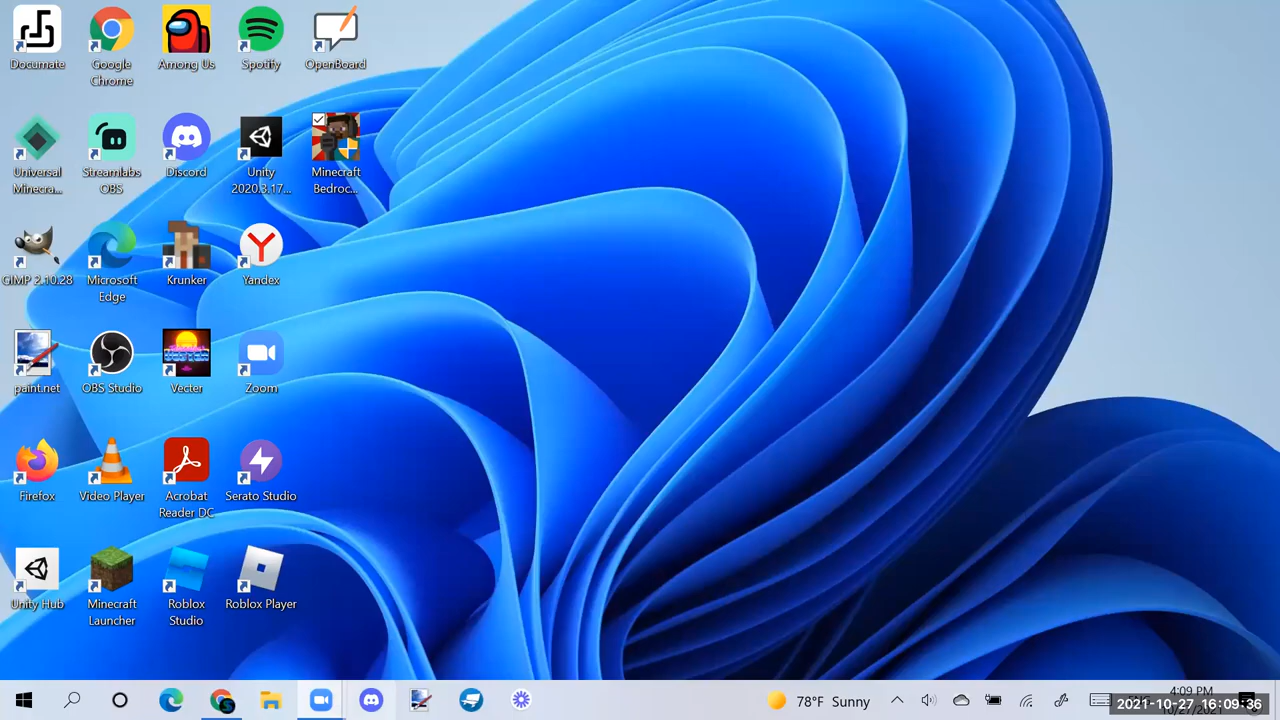 Documate
Google
Chrome
Among Us
Spotify
OpenBoard
Universal
Minecra...
Streamlabs
OBS
Discord
Unity
2020.3.17...
Minecraft
Bedroc...
GIMP 2.10.28
Microsoft
Edge
Krunker
Yandex
paint.net
OBS Studio
Vecter
Zoom
Firefox
Video Player
Acrobat
Reader DC
Serato Studio
Unity Hub
Minecraft
Launcher
Roblox
Studio
Roblox Player
78°F Sunny
4:09 PM
2021-10-27 16:09:36